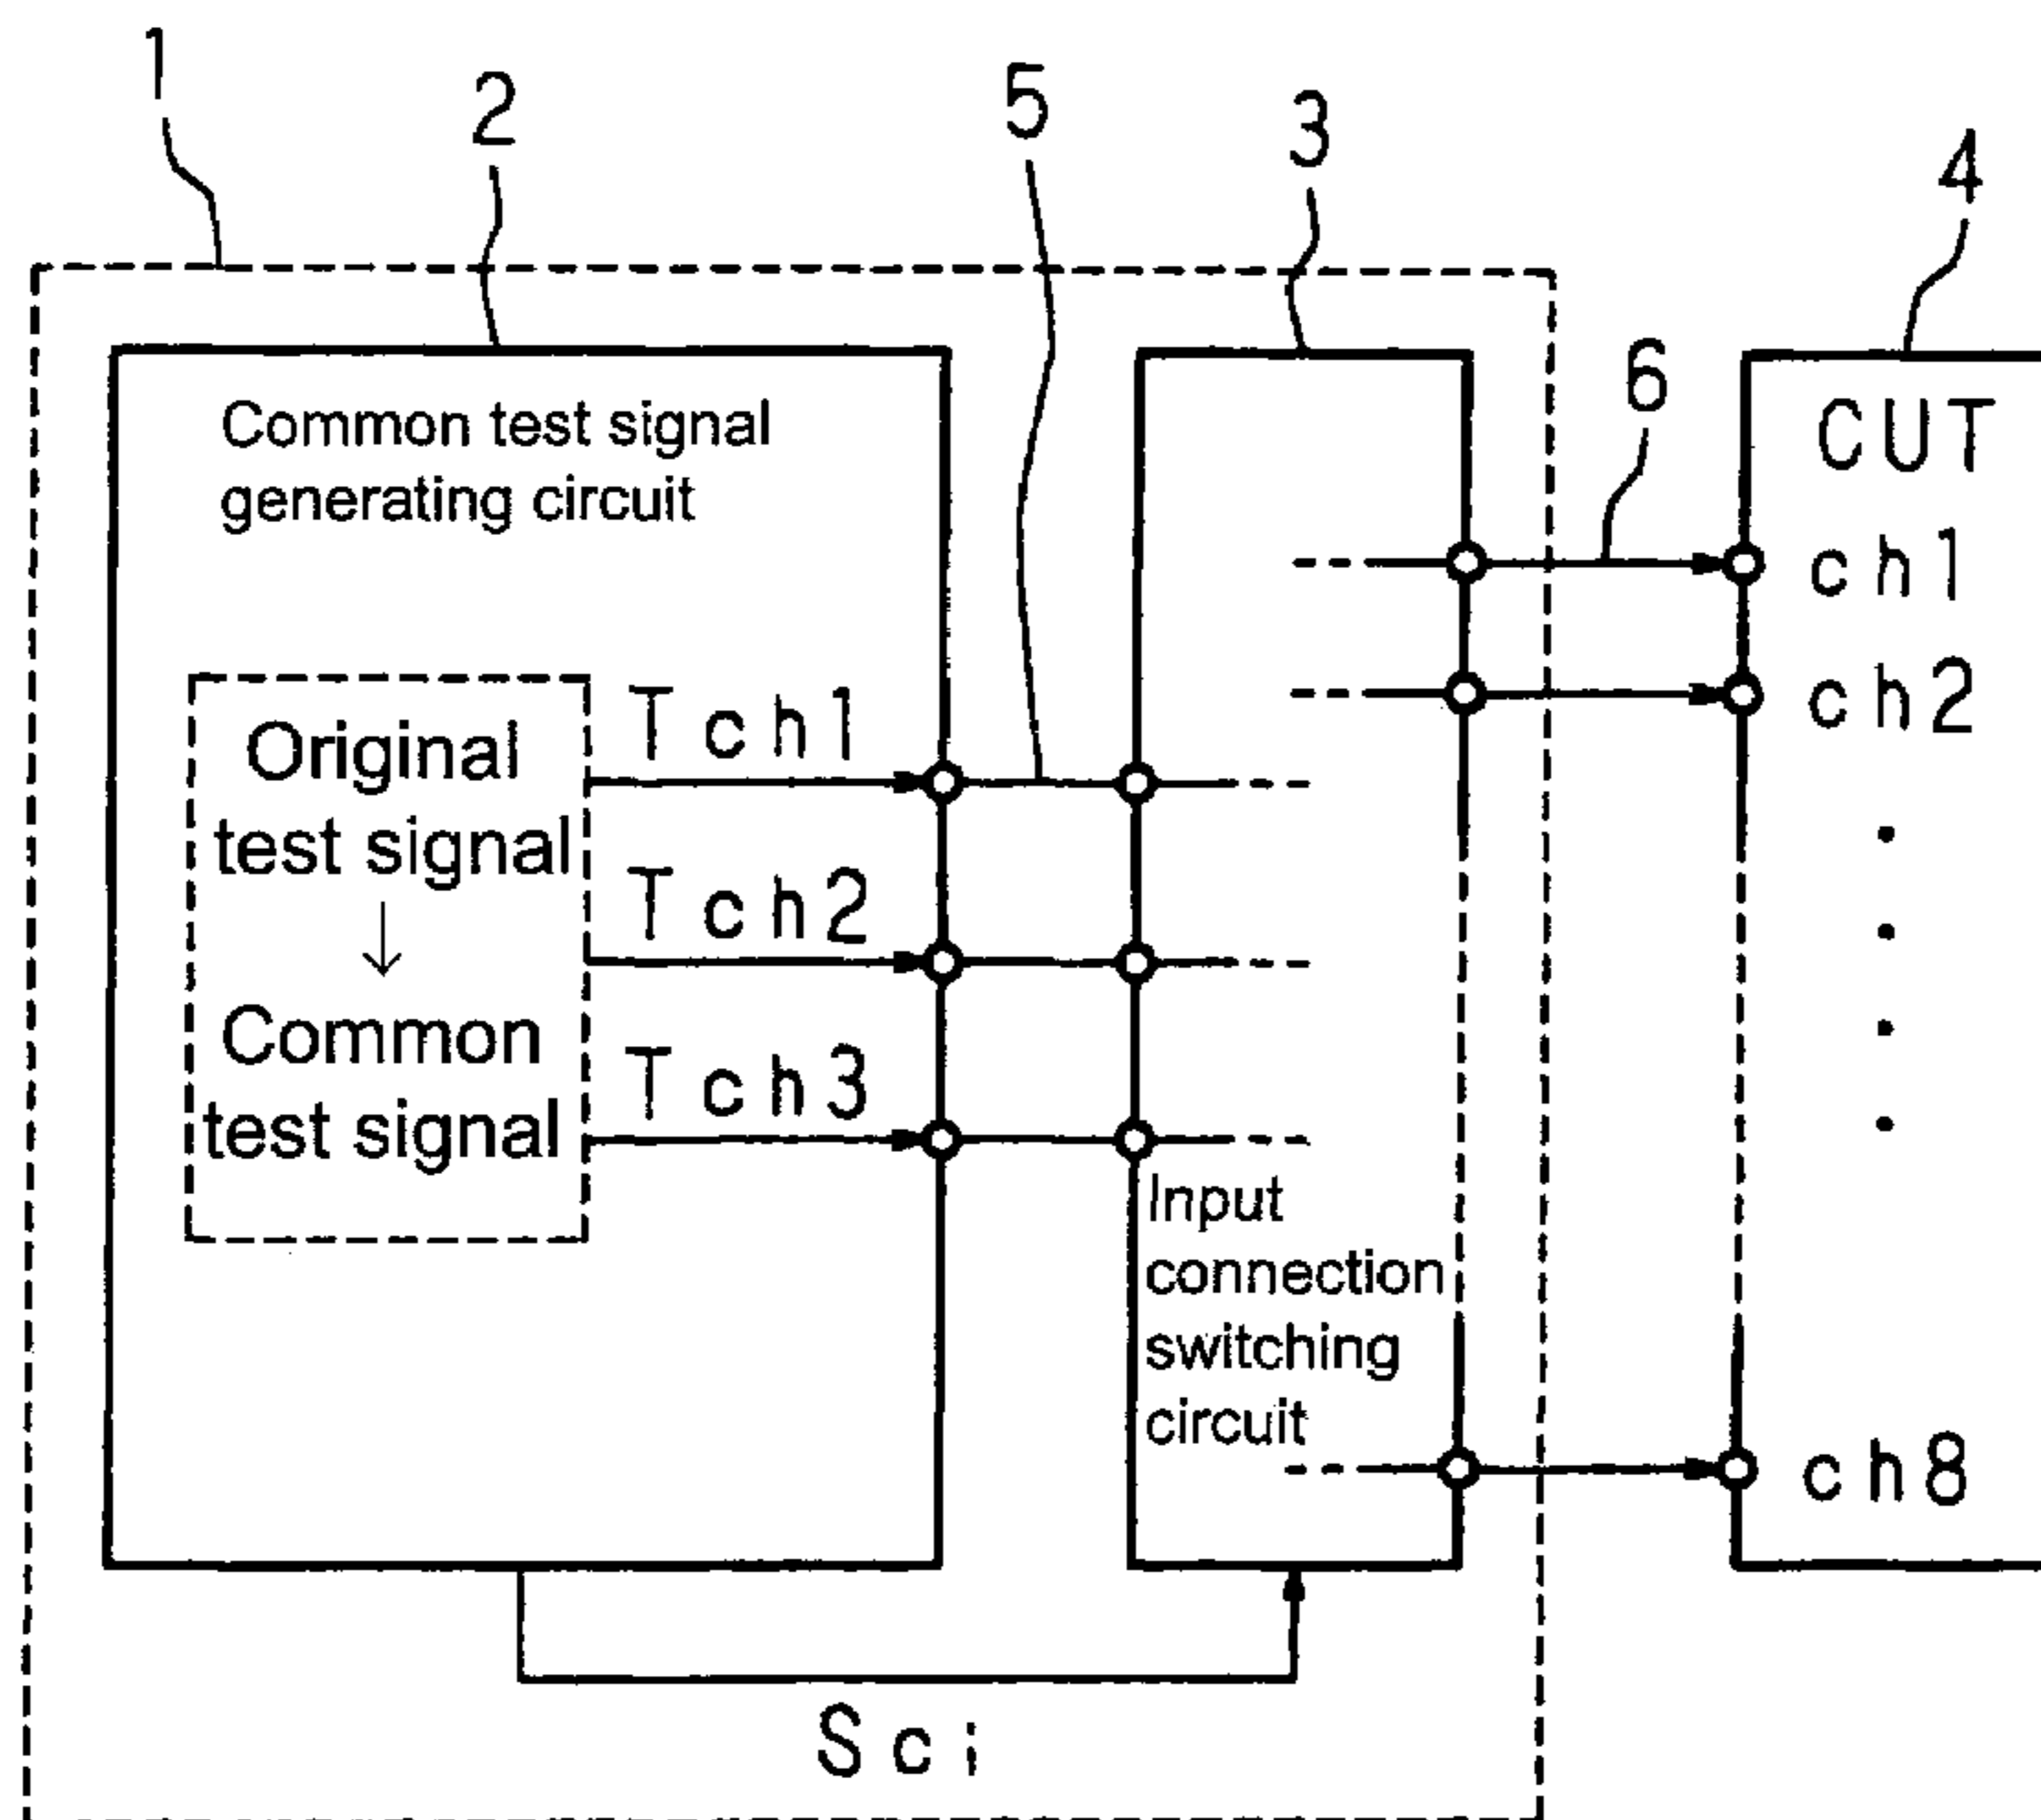 1
2
5
3
4
6
Common test signal
generating circuit
CUT
ch1
ch2
Original
test signal
↓
Common
test signal
Tch1
Tch2
Tch3
Input
connection
switching
circuit
ch8
Sci